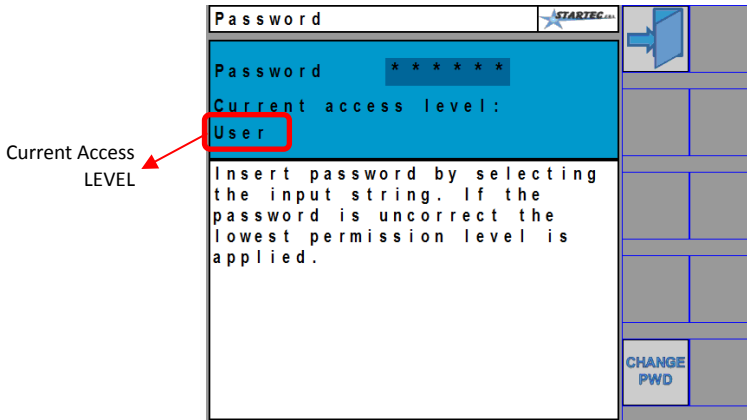 Password
STARTEC s.r.l.
Password ******
Current access level:
User
Current Access
LEVEL
Insert password by selecting
the input string. If the
password is uncorrect the
lowest permission level is
applied.
CHANGE
PWD